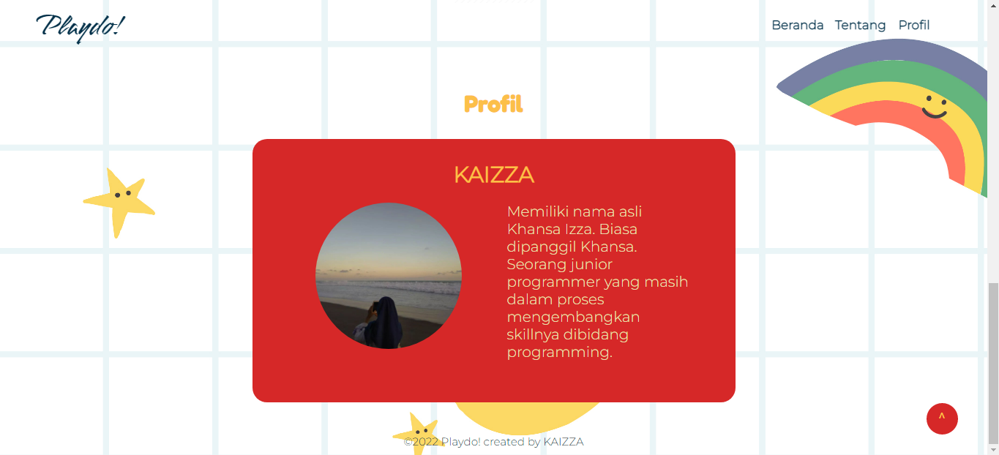 Playdo!
Beranda Tentang Profil
Profil
KAIZZA
Memiliki nama asli
Khansa Izza. Biasa
dipanggil Khansa.
Seorang junior
programmer yang masih
dalam proses
mengembangkan
skillnya dibidang
programming.
^
©2022 Playdo! created by KAIZZA